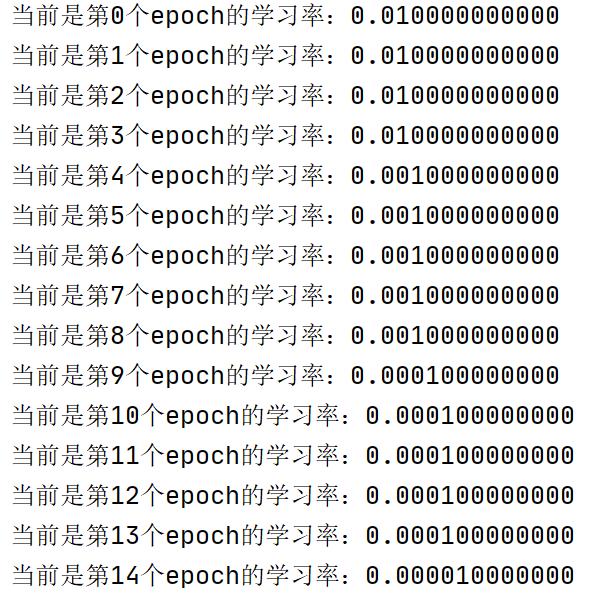 当前是第0个epoch的学习率：0.010000000000
当前是第1个epoch的学习率：0.010000000000
当前是第2个epoch的学习率：0.010000000000
当前是第3个epoch的学习率：0.010000000000
当前是第4个epoch的学习率：0.001000000000
当前是第5个epoch的学习率：0.001000000000
当前是第6个epoch的学习率：0.001000000000
当前是第7个epoch的学习率：0.001000000000
当前是第8个epoch的学习率：0.001000000000
当前是第9个epoch的学习率：0.000100000000
当前是第10个epoch的学习率：0.000100000000
当前是第11个epoch的学习率：0.000100000000
当前是第12个epoch的学习率：0.000100000000
当前是第13个epoch的学习率：0.000100000000
当前是第14个epoch的学习率：0.000010000000